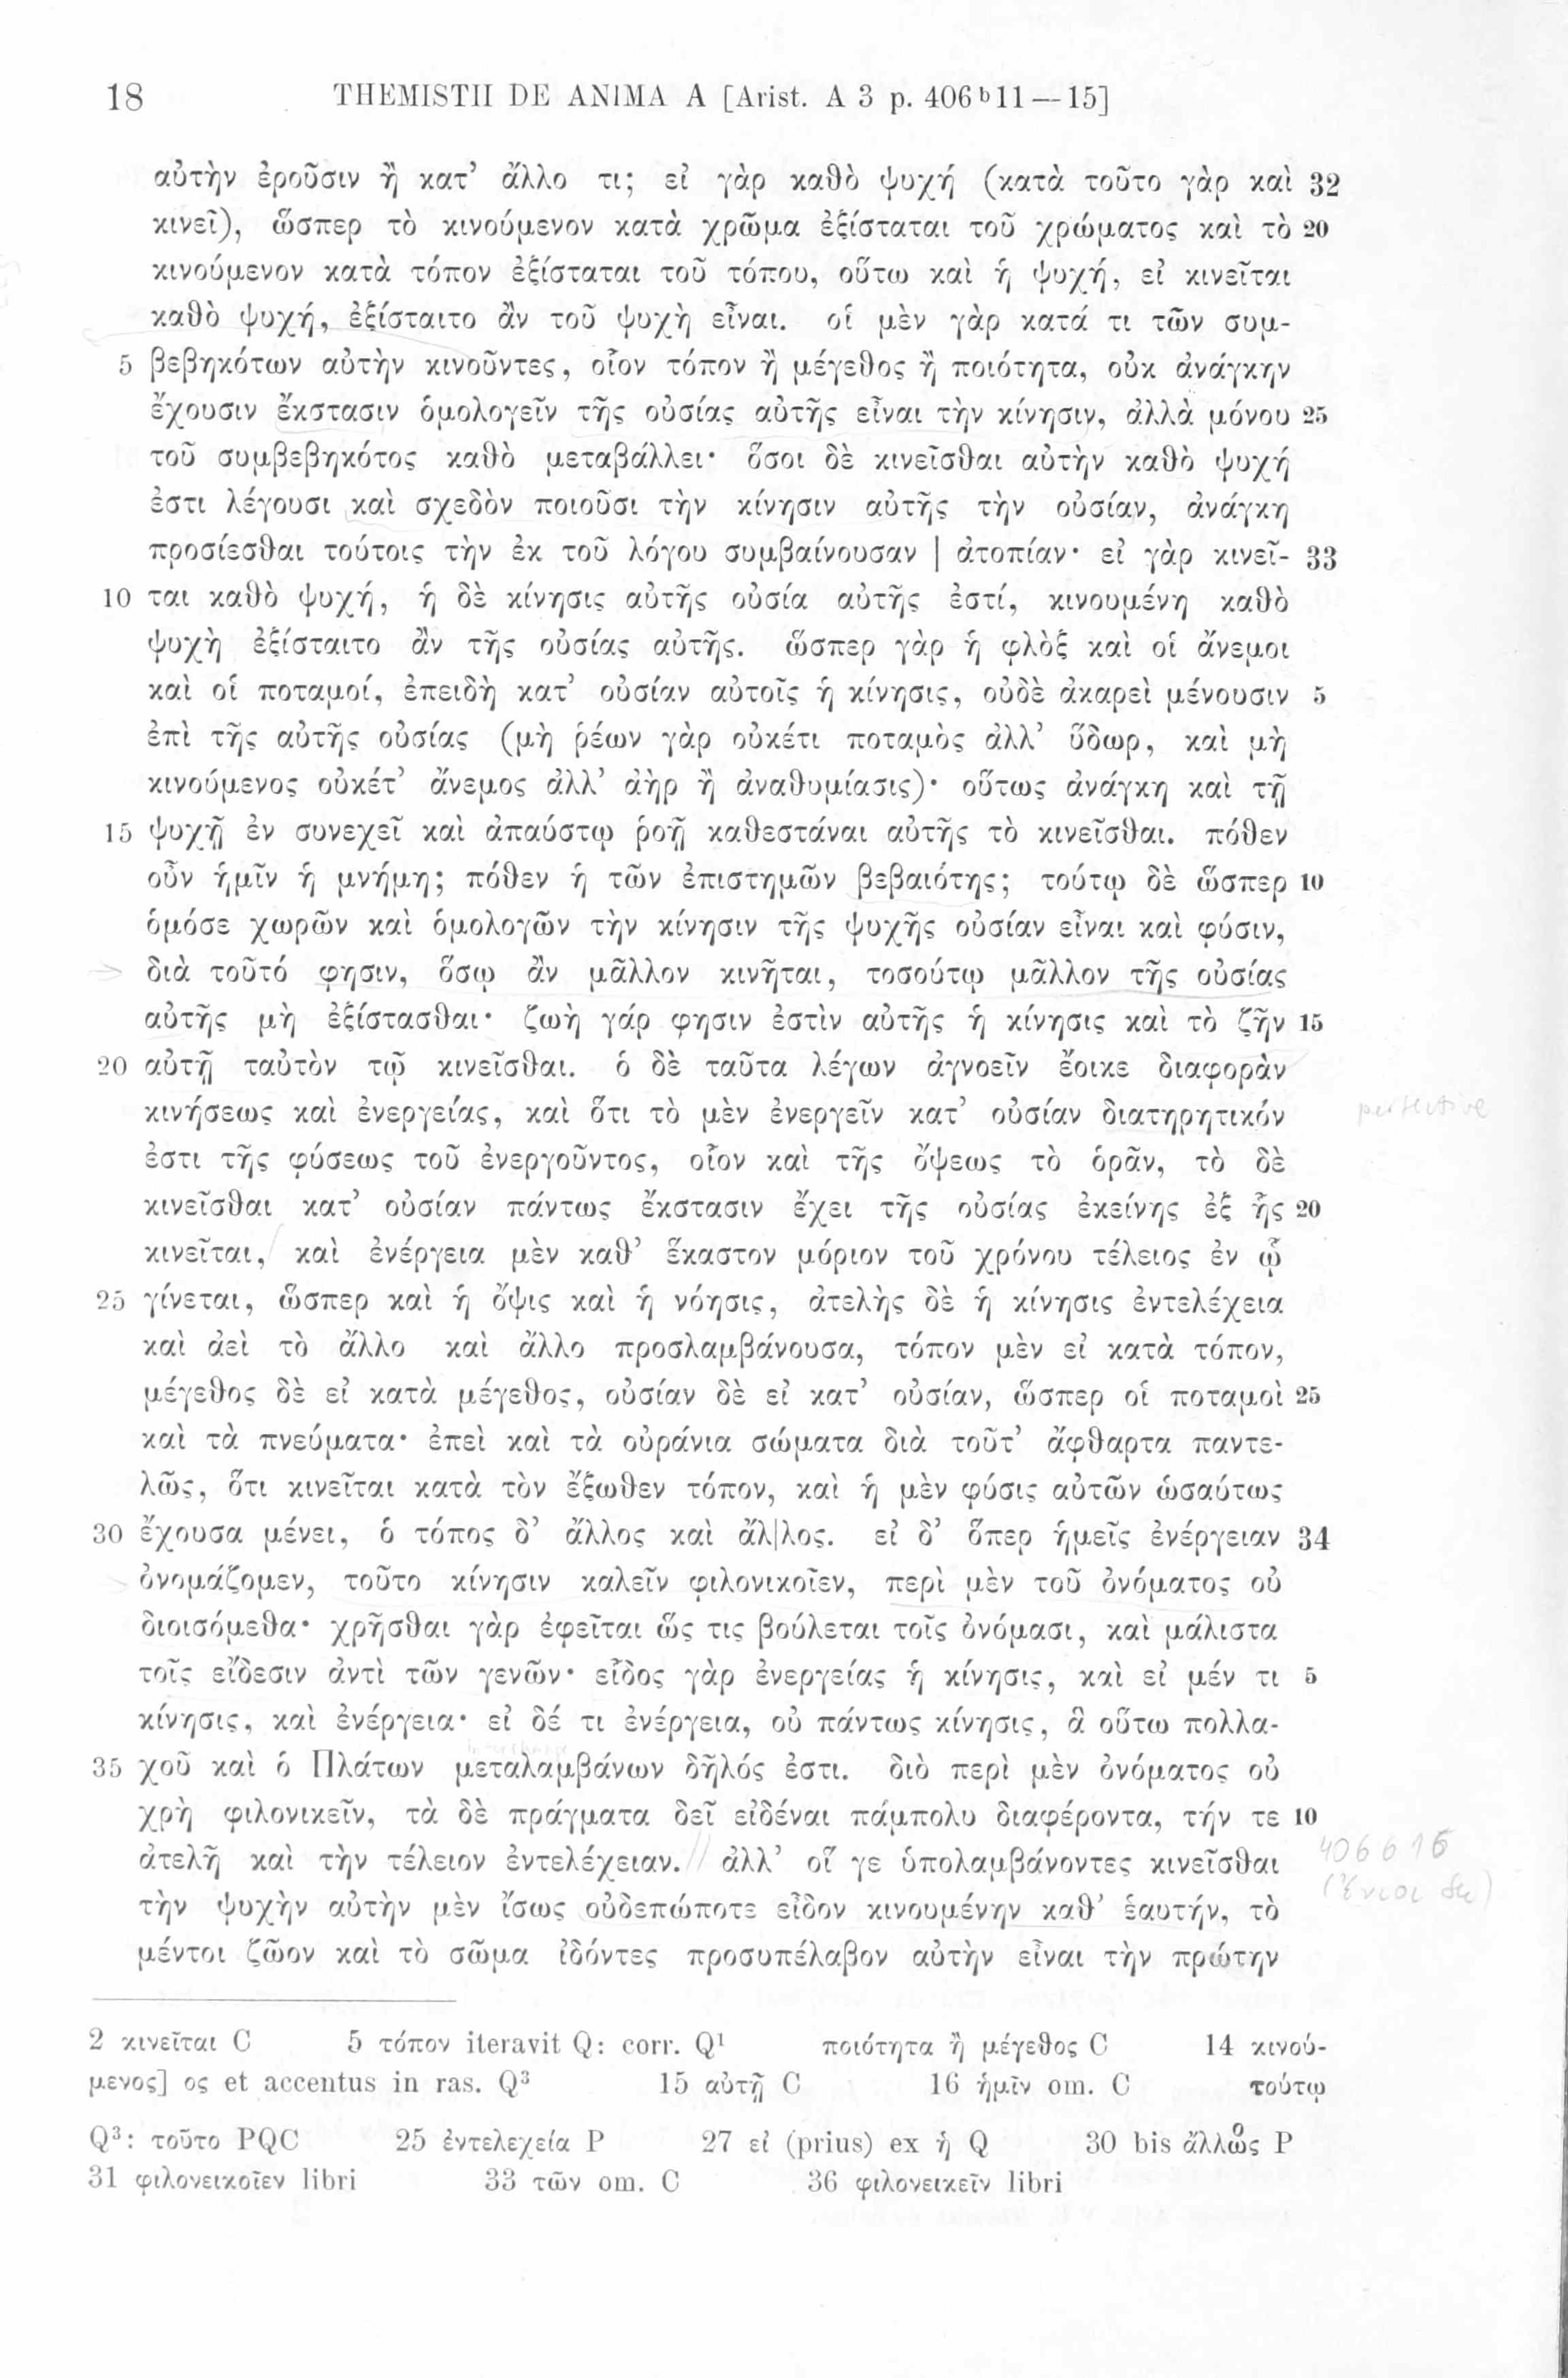 18 THEMISTII DE ANIMA A [Arist. A 3 p. 406 b 11—15]
αὐτὴν ἐροῦσιν ἢ κατ’ ἄλλο τι; εἰ γὰρ καθὸ ψυχή (κατὰ τοῦτο γὰρ καὶ 32
κινεῖ), ὥσπερ τὸ κινούμενον κατὰ χρῶμα ἐξίσταται τοῦ χρώματος καὶ τὸ 20
κινούμενον κατὰ τόπον ἐξίσταται τοῦ τόπου, οὕτω καὶ ἡ ψυχή, εἰ κινεῖται
καθὸ ψυχή, ἐξίσταιτο ἂν τοῦ ψυχὴ εἶναι. οἱ μὲν γὰρ κατά τι τῶν συμ-
5 βεβηκότων αὐτὴν κινοῦντες, οἷον τόπον ἢ μέγεθος ἢ ποιότητα, οὐκ ἀνάγκην
ἔχουσιν ἔκστασιν ὁμολογεῖν τῆς οὐσίας αὐτῆς εἶναι τὴν κίνησιν, ἀλλὰ μόνου 25
τοῦ συμβεβηκότος καθὸ μεταβάλλει· ὅσοι δὲ κινεῖσθαι αὐτὴν καθὸ ψυχή
ἐστι λέγουσι καὶ σχεδὸν ποιοῦσι τὴν κίνησιν αὐτῆς τὴν οὐσίαν, ἀνάγκη
προσίεσθαι τούτοις τὴν ἐκ τοῦ λόγου συμβαίνουσαν | ἀτοπίαν· εἰ γὰρ κινεῖ- 33
10 ται καθὸ ψυχή, ἡ δὲ κίνησις αὐτῆς οὐσία αὐτῆς ἐστί, κινουμένη καθὸ
ψυχὴ ἐξίσταιτο ἂν τῆς οὐσίας αὐτῆς. ὥσπερ γὰρ ἡ φλὸξ καὶ οἱ ἄνεμοι
καὶ οἱ ποταμοί, ἐπειδὴ κατ’ οὐσίαν αὐτοῖς ἡ κίνησις, οὐδὲ ἀκαρεὶ μένουσιν 5
ἐπὶ τῆς αὐτῆς οὐσίας (μὴ ῥέων γὰρ οὐκέτι ποταμὸς ἀλλ’ ὕδωρ, καὶ μὴ
κινούμενος οὐκέτ’ ἄνεμος ἀλλ’ ἀὴρ ἢ ἀναθυμίασις)· οὕτως ἀνάγκη καὶ τῇ
15 ψυχῇ ἐν συνεχεῖ καὶ ἀπαύστῳ ῥοῇ καθεστάναι αὐτῆς τὸ κινεῖσθαι. πόθεν
οὖν ἡμῖν ἡ μνήμη; πόθεν ἡ τῶν ἐπιστημῶν βεβαιότης; τούτῳ δὲ ὥσπερ 10
ὁμόσε χωρῶν καὶ ὁμολογῶν τὴν κίνησιν τῆς ψυχῆς οὐσίαν εἶναι καὶ φύσιν,
διὰ τοῦτό φησιν, ὅσῳ ἂν μᾶλλον κινῆται, τοσούτῳ μᾶλλον τῆς οὐσίας
αὐτῆς μὴ ἐξίστασθαι· ζωὴ γάρ φησιν ἐστὶν αὐτῆς ἡ κίνησις καὶ τὸ ζῆν 15
20 αὐτῇ ταὐτὸν τῷ κινεῖσθαι. ὁ δὲ ταῦτα λέγων ἀγνοεῖν ἔοικε διαφορὰν
κινήσεως καὶ ἐνεργείας, καὶ ὅτι τὸ μὲν ἐνεργεῖν κατ’ οὐσίαν διατηρητικόν perfective
ἐστι τῆς φύσεως τοῦ ἐνεργοῦντος, οἷον καὶ τῆς ὄψεως τὸ ὁρᾶν, τὸ δὲ
κινεῖσθαι κατ’ οὐσίαν πάντως ἔκστασιν ἔχει τῆς οὐσίας ἐκείνης ἐξ ἧς 20
κινεῖται, καὶ ἐνέργεια μὲν καθ’ ἕκαστον μόριον τοῦ χρόνου τέλειος ἐν ᾧ
25 γίνεται, ὥσπερ καὶ ἡ ὄψις καὶ ἡ νόησις, ἀτελὴς δὲ ἡ κίνησις ἐντελέχεια
καὶ ἀεὶ τὸ ἄλλο καὶ ἄλλο προσλαμβάνουσα, τόπον μὲν εἰ κατὰ τόπον,
μέγεθος δὲ εἰ κατὰ μέγεθος, οὐσίαν δὲ εἰ κατ’ οὐσίαν, ὥσπερ οἱ ποταμοὶ 25
καὶ τὰ πνεύματα· ἐπεὶ καὶ τὰ οὐράνια σώματα διὰ τοῦτ’ ἄφθαρτα παντε-
λῶς, ὅτι κινεῖται κατὰ τὸν ἔξωθεν τόπον, καὶ ἡ μὲν φύσις αὐτῶν ὡσαύτως
30 ἔχουσα μένει, ὁ τόπος δ’ ἄλλος καὶ ἄλ|λος. εἰ δ’ ὅπερ ἡμεῖς ἐνέργειαν 34
ὀνομάζομεν, τοῦτο κίνησιν καλεῖν φιλονικοῖεν, περὶ μὲν τοῦ ὀνόματος οὐ
διοισόμεθα· χρῆσθαι γὰρ ἐφεῖται ὥς τις βούλεται τοῖς ὀνόμασι, καὶ μάλιστα
τοῖς εἴδεσιν ἀντὶ τῶν γενῶν· εἶδος γὰρ ἐνεργείας ἡ κίνησις, καὶ εἰ μέν τι 5
κίνησις, καὶ ἐνέργεια· εἰ δέ τι ἐνέργεια, οὐ πάντως κίνησις, ἃ οὕτω πολλα-
35 χοῦ καὶ ὁ Πλάτων μεταλαμβάνων δῆλός ἐστι. διὸ περὶ μὲν ὀνόματος οὐ
χρὴ φιλονικεῖν, τὰ δὲ πράγματα δεῖ εἰδέναι πάμπολυ διαφέροντα, τήν τε 10
ἀτελῆ καὶ τὴν τέλειον ἐντελέχειαν. // ἀλλ’ οἵ γε ὑπολαμβάνοντες κινεῖσθαι 406 b 16
τὴν ψυχὴν αὐτὴν μὲν ἴσως οὐδεπώποτε εἶδον κινουμένην καθ’ ἑαυτήν, τὸ (ἔνιοι δὲ)
μέντοι ζῶον καὶ τὸ σῶμα ἰδόντες προσυπέλαβον αὐτὴν εἶναι τὴν πρώτην
2 κινεῖται C 5 τόπον iteravit Q: corr. Q¹ ποιότητα ἢ μέγεθος C 14 κινού-
μενος] ος et accentus in ras. Q³ 15 αὐτῇ C 16 ἡμῖν om. C τούτῳ
Q³: τοῦτο PQC 25 ἐντελεχεία P 27 εἰ (prius) ex ἡ Q 30 bis ἄλλως P
31 φιλονεικοῖεν libri 33 τῶν om. C 36 φιλονεικεῖν libri